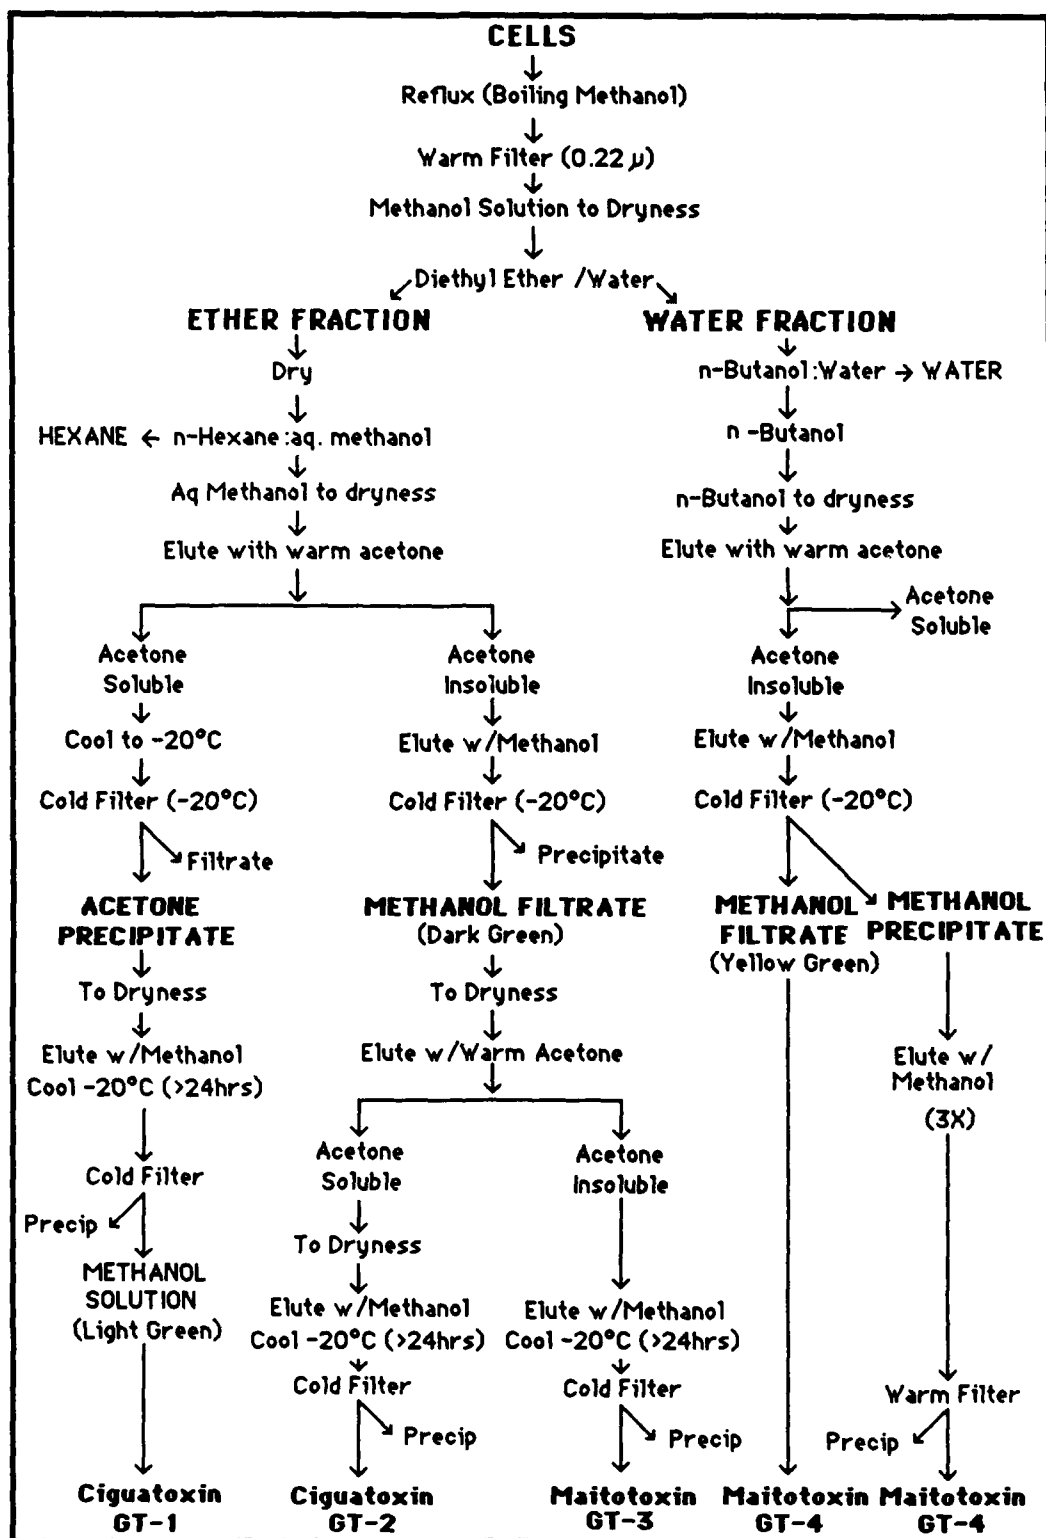 CELLS
Reflux (Boiling Methanol)
Warm Filter (0.22 µ)
Methanol Solution to Dryness
Diethyl Ether /Water
ETHER FRACTION
WATER FRACTION
Dry
n-Butanol:Water → WATER
HEXANE ← n-Hexane:aq. methanol
n -Butanol
Aq Methanol to dryness
n-Butanol to dryness
Elute with warm acetone
Elute with warm acetone
Acetone
Soluble
Acetone
Soluble
Acetone
Insoluble
Acetone
Insoluble
Cool to -20°C
Elute w/Methanol
Elute w/Methanol
Cold Filter (-20°C)
Cold Filter (-20°C)
Cold Filter (-20°C)
Filtrate
Precipitate
ACETONE
PRECIPITATE
METHANOL FILTRATE
(Dark Green)
METHANOL
FILTRATE
(Yellow Green)
METHANOL
PRECIPITATE
To Dryness
To Dryness
Elute w/Methanol
Cool -20°C (>24hrs)
Elute w/Warm Acetone
Elute w/
Methanol
(3X)
Cold Filter
Acetone
Soluble
Acetone
Insoluble
Precip
To Dryness
METHANOL
SOLUTION
(Light Green)
Elute w/Methanol
Cool -20°C (>24hrs)
Elute w/Methanol
Cool -20°C (>24hrs)
Cold Filter
Cold Filter
Warm Filter
Precip
Precip
Precip
Ciguatoxin
GT-1
Ciguatoxin
GT-2
Maitotoxin
GT-3
Maitotoxin
GT-4
Maitotoxin
GT-4